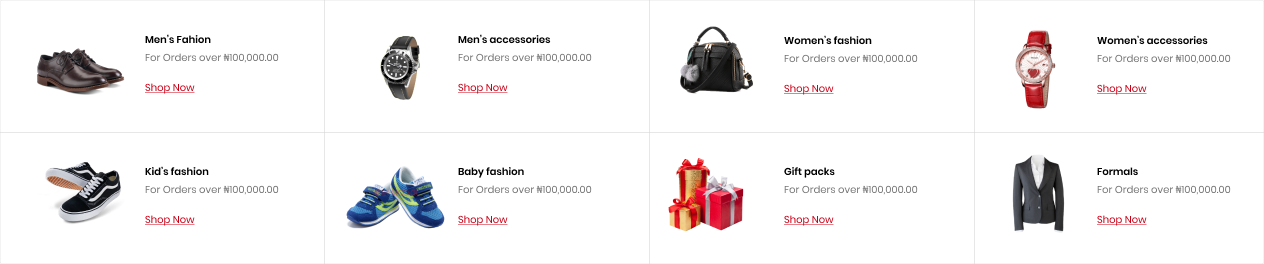 Men's Fahion
For Orders over ₦100,000.00
Shop Now
Men's accessories
For Orders over ₦100,000.00
Shop Now
Women's fashion
For Orders over ₦100,000.00
Shop Now
Women's accessories
For Orders over ₦100,000.00
Shop Now
Kid's fashion
For Orders over ₦100,000.00
Shop Now
Baby fashion
For Orders over ₦100,000.00
Shop Now
Gift packs
For Orders over ₦100,000.00
Shop Now
Formals
For Orders over ₦100,000.00
Shop Now